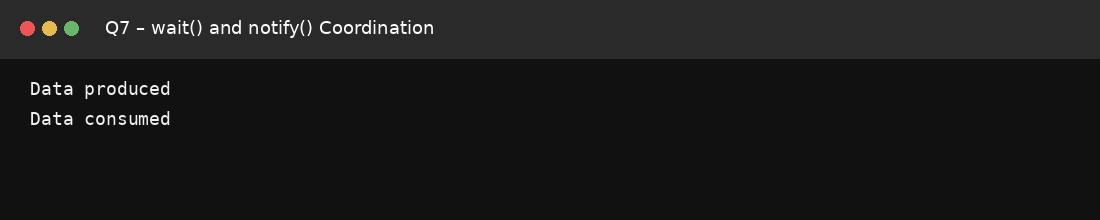 Q7 – wait() and notify() Coordination
Data produced
Data consumed